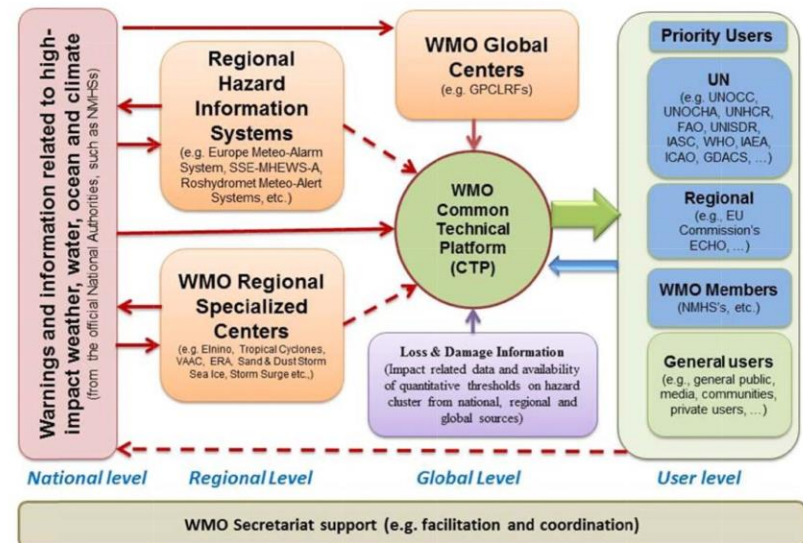 Warnings and information related to high-
impact weather, water, ocean and climate
(from the official National Authorities, such as NMHSs)
Regional
Hazard
Information
Systems
(e.g. Europe Meteo-Alarm
System, SSE-MHEWS-A,
Roshydromet Meteo-Alert
Systems, etc.)
WMO Regional
Specialized
Centers
(e.g. Elnino, Tropical Cyclones,
VAAC, ERA, Sand & Dust Storm
Sea Ice, Storm Surge etc.,)
WMO Global
Centers
(e.g. GPCLRFs)
WMO
Common
Technical
Platform
(CTP)
Loss & Damage Information
(Impact related data and availability
of quantitative thresholds on hazard
cluster from national, regional and
global sources)
Priority Users
UN
(e.g. UNOCC,
UNOCHA, UNHCR,
FAO, UNISDR,
IASC, WHO, IAEA,
ICAO, GDACS, ...)
Regional
(e.g., EU
Commission's
ECHO, ...)
WMO Members
(NMHS's, etc.)
General users
(e.g., general public,
media, communities,
private users, ...)
National level
Regional Level
Global Level
User level
WMO Secretariat support (e.g. facilitation and coordination)